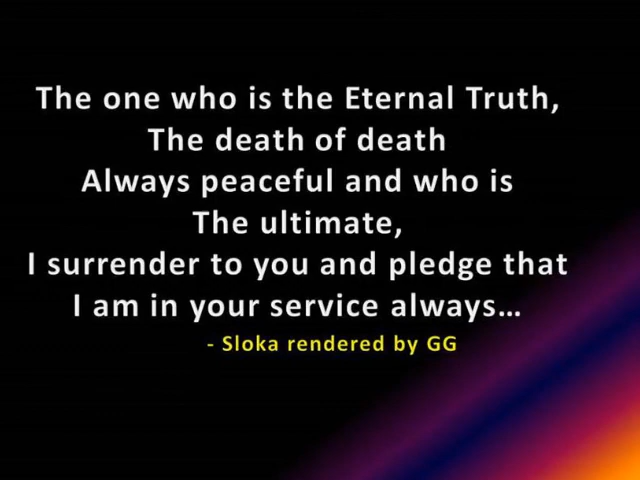 The one who is the Eternal Truth,
The death of death
Always peaceful and who is
The ultimate,
I surrender to you and pledge that
I am in your service always…
- Sloka rendered by GG